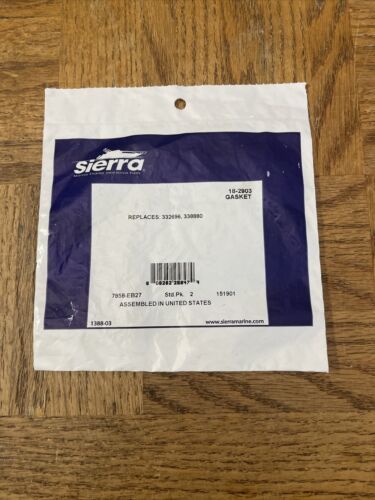 sierra
18-2903
GASKET
REPLACES: 332696, 338880
7958-EB27 Std.Pk. 2 151901
ASSEMBLED IN UNITED STATES
1388-03 www.sierramarine.com